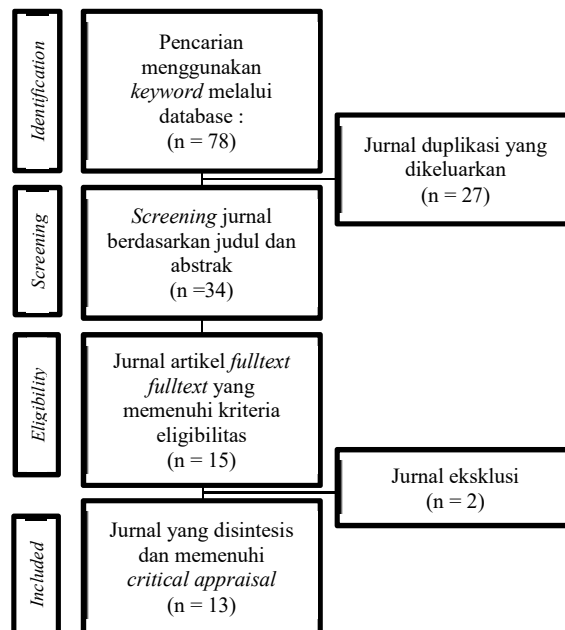 Identification
Pencarian
menggunakan
keyword melalui
database :
(n = 78)
Jurnal duplikasi yang
dikeluarkan
(n = 27)
Screening
Screening jurnal
berdasarkan judul dan
abstrak
(n =34)
Eligibility
Jurnal artikel fulltext
fulltext yang
memenuhi kriteria
eligibilitas
(n = 15)
Jurnal eksklusi
(n = 2)
Included
Jurnal yang disintesis
dan memenuhi
critical appraisal
(n = 13)